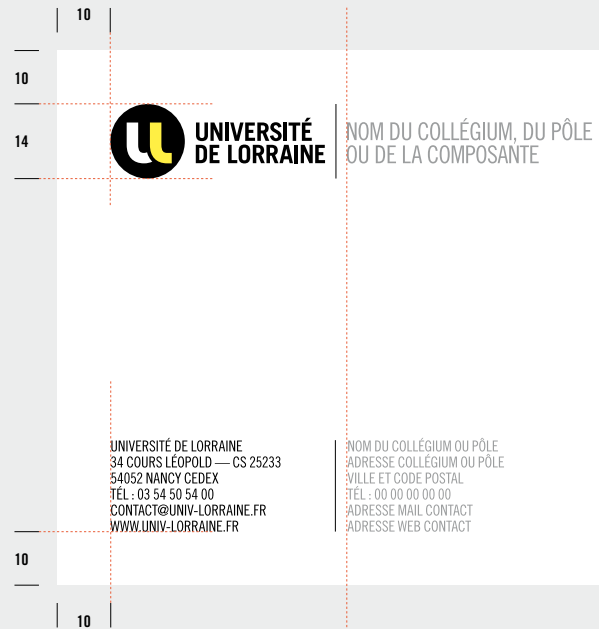 10
10
14
UNIVERSITÉ
DE LORRAINE
NOM DU COLLÉGIUM, DU PÔLE
OU DE LA COMPOSANTE
UNIVERSITÉ DE LORRAINE
34 COURS LÉOPOLD — CS 25233
54052 NANCY CEDEX
TÉL : 03 54 50 54 00
CONTACT@UNIV-LORRAINE.FR
WWW.UNIV-LORRAINE.FR
NOM DU COLLÉGIUM OU PÔLE
ADRESSE COLLÉGIUM OU PÔLE
VILLE ET CODE POSTAL
TÉL : 00 00 00 00 00
ADRESSE MAIL CONTACT
ADRESSE WEB CONTACT
10
10